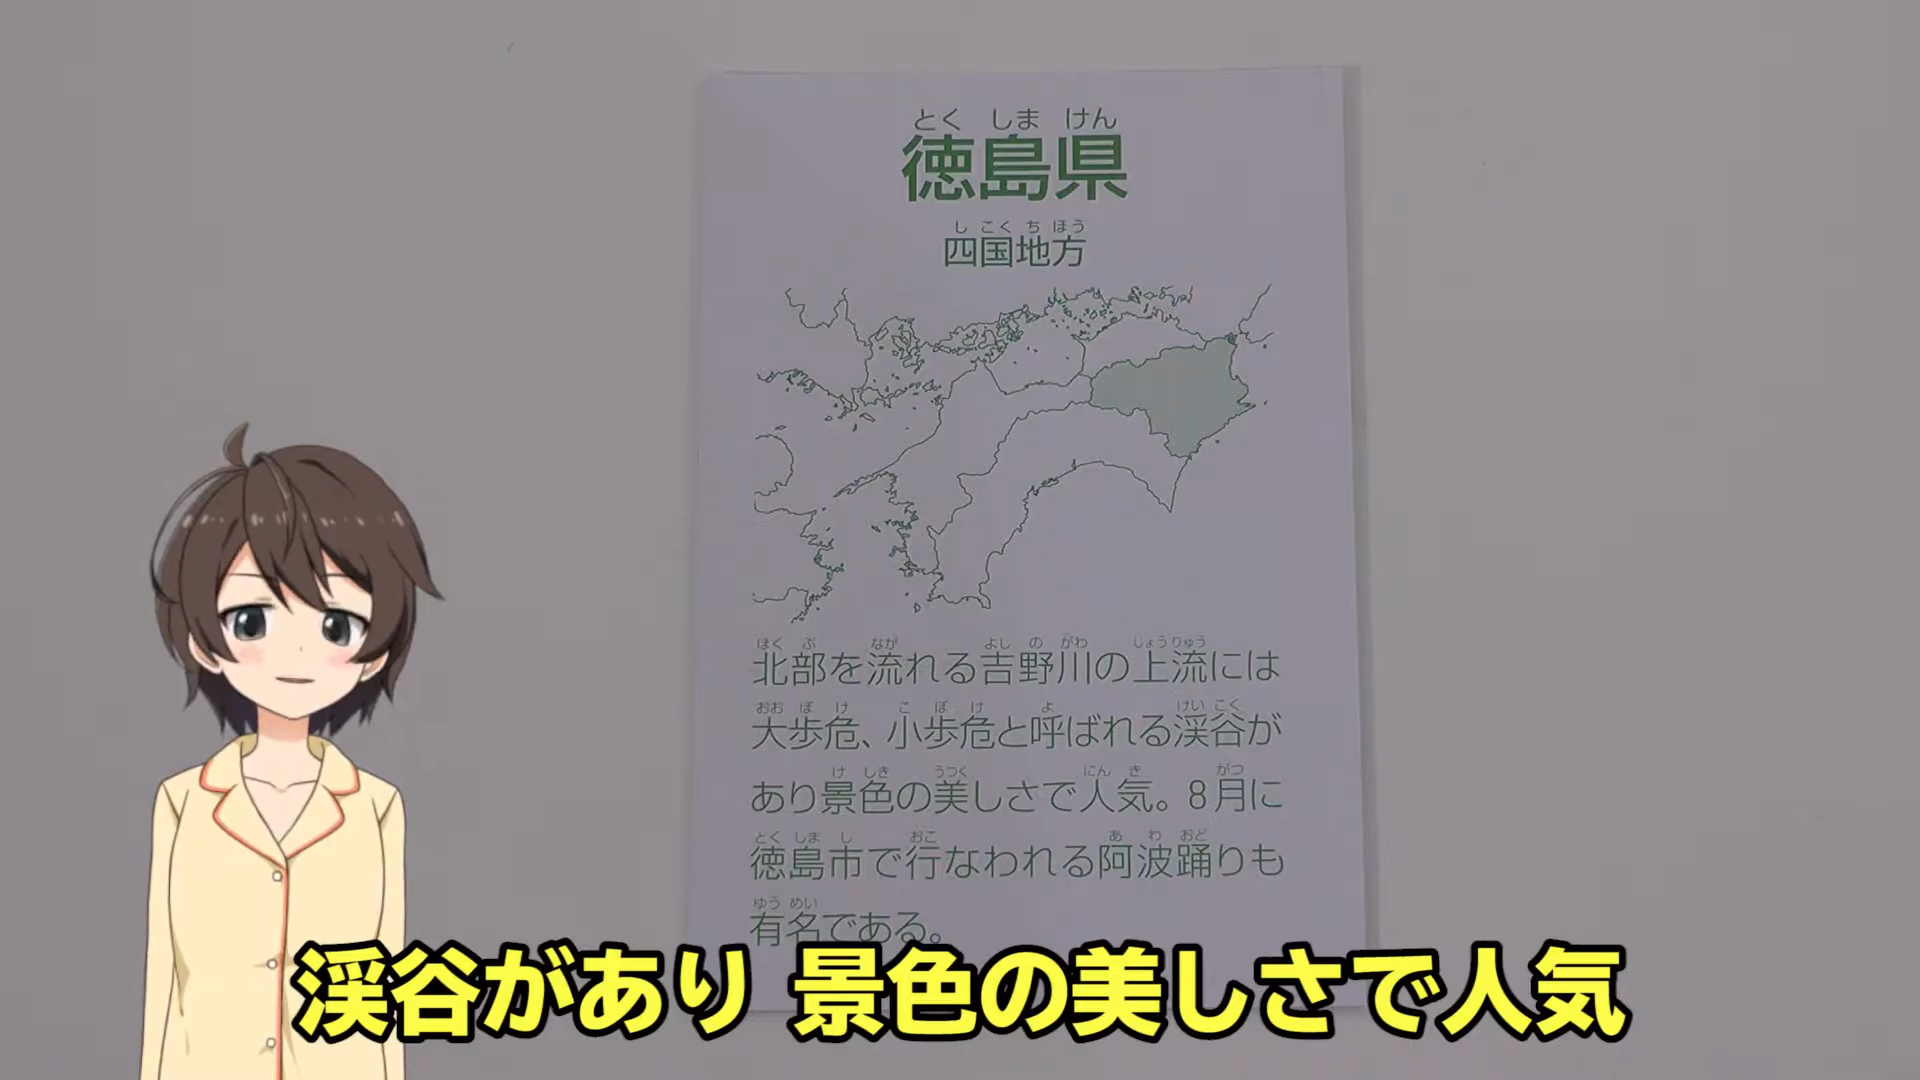 とく しま けん
徳島県
し こく ち ほう
四国地方
ほく ぶ なが よし の がわ じょうりゅう
北部を流れる吉野川の上流には
おお ぼ け こ ぼ け よ けい こく
大歩危、小歩危と呼ばれる渓谷が
け しき うつく にん き がつ
あり景色の美しさで人気。8月に
とく しま し おこ あ わ おど
徳島市で行なわれる阿波踊りも
ゆう めい
有名である。
渓谷があり 景色の美しさで人気